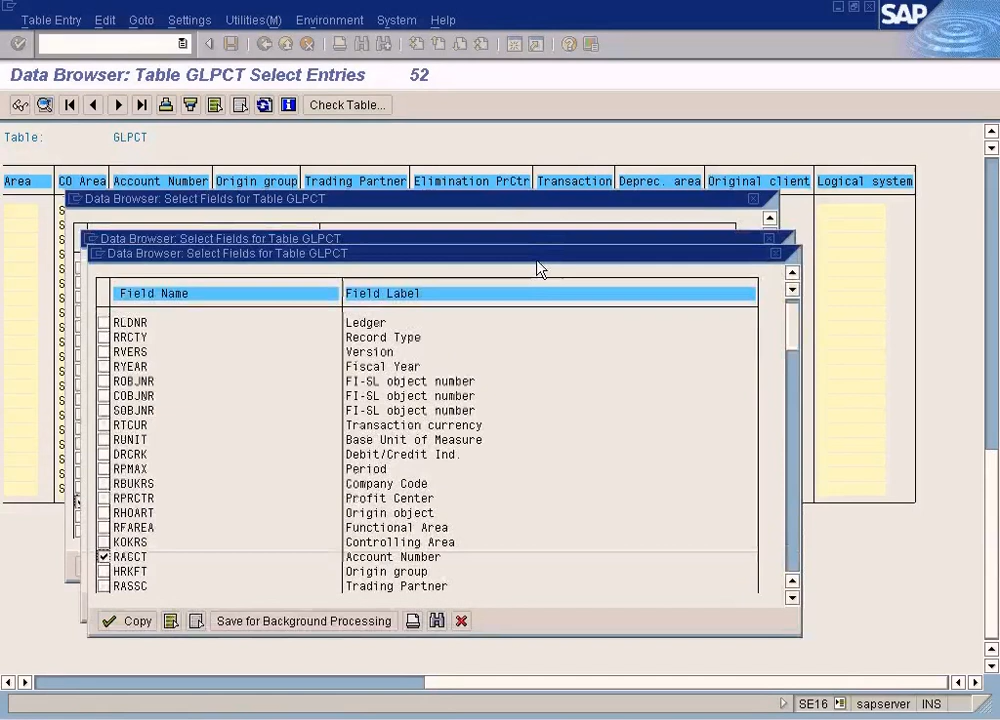 Table Entry Edit Goto Settings Utilities(M) Environment System Help
SAP
Data Browser: Table GLPCT Select Entries 52
Check Table...
Table: GLPCT
Area CO Area Account Number Origin group Trading Partner Elimination PrCtr Transaction Deprec. area Original client Logical system
Data Browser: Select Fields for Table GLPCT
Data Browser: Select Fields for Table GLPCT
Data Browser: Select Fields for Table GLPCT
Field Name Field Label
RLDNR Ledger
RRCTY Record Type
RVERS Version
RYEAR Fiscal Year
ROBJNR FI-SL object number
COBJNR FI-SL object number
SOBJNR FI-SL object number
RTCUR Transaction currency
RUNIT Base Unit of Measure
DRCRK Debit/Credit Ind.
RPMAX Period
RBUKRS Company Code
RPRCTR Profit Center
RHOART Origin object
RFAREA Functional Area
KOKRS Controlling Area
RACCT Account Number
HRKFT Origin group
RASSC Trading Partner
Copy Save for Background Processing
SE16 sapserver INS